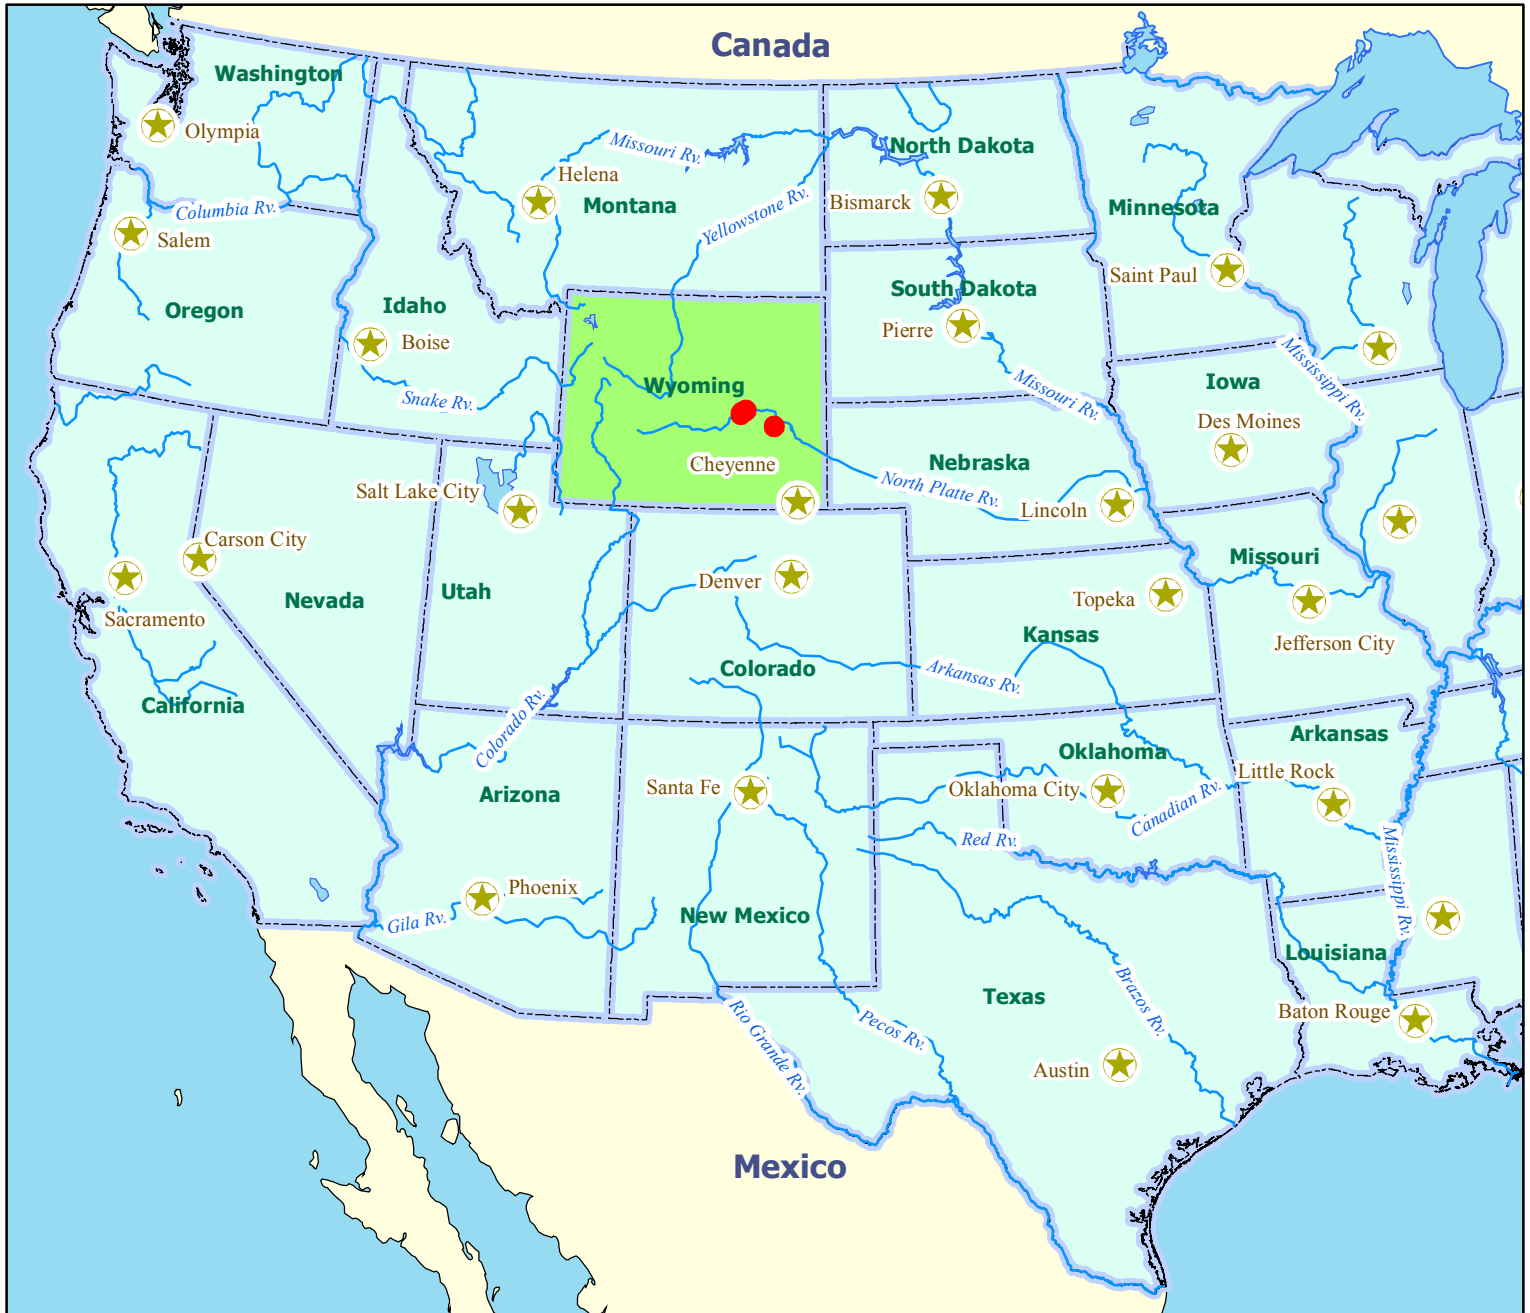 Canada
Washington
Olympia
Columbia Rv.
Salem
Oregon
Idaho
Boise
Snake Rv.
Helena
Montana
Missouri Rv.
Yellowstone Rv.
North Dakota
Bismarck
South Dakota
Pierre
Missouri Rv.
Minnesota
Saint Paul
Mississippi Rv.
Iowa
Des Moines
Wyoming
Cheyenne
Nebraska
North Platte Rv.
Lincoln
Salt Lake City
Carson City
Sacramento
Nevada
Utah
California
Denver
Colorado
Colorado Rv.
Arkansas Rv.
Topeka
Kansas
Missouri
Jefferson City
Arizona
Phoenix
Gila Rv.
Santa Fe
New Mexico
Oklahoma
Oklahoma City
Canadian Rv.
Red Rv.
Arkansas
Little Rock
Mississippi Rv.
Louisiana
Baton Rouge
Texas
Austin
Brazos Rv.
Pecos Rv.
Rio Grande Rv.
Mexico